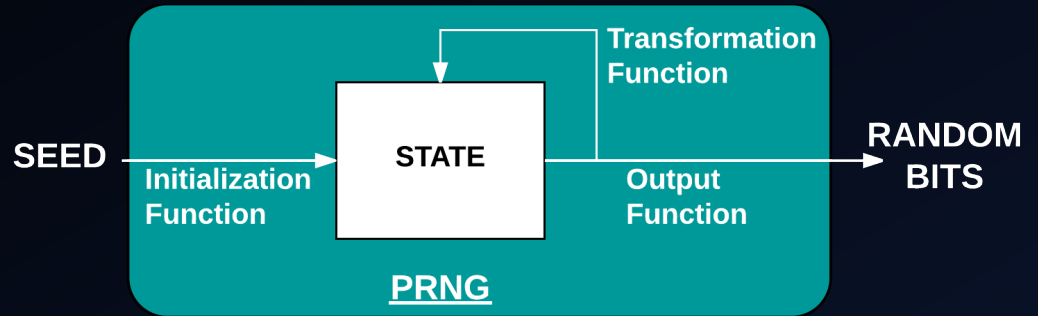 SEED
Initialization
Function
STATE
Transformation
Function
Output
Function
RANDOM
BITS
PRNG